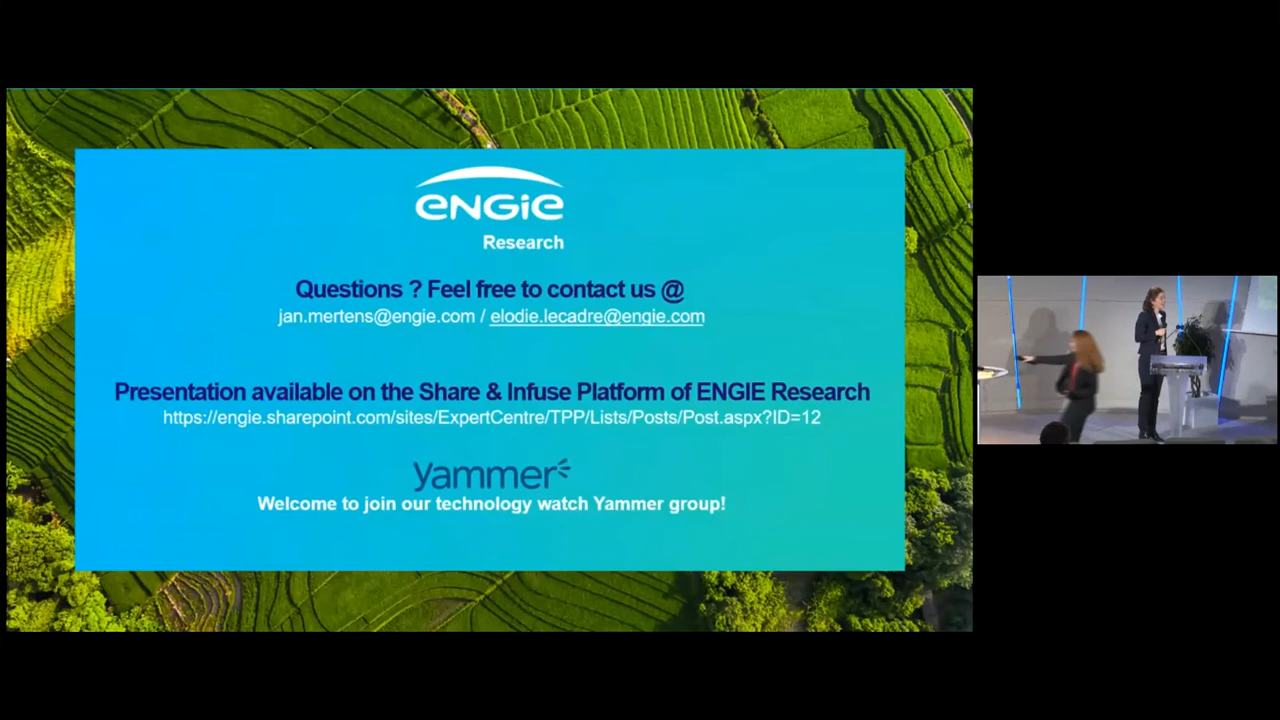 ENGIE
Research
Questions ? Feel free to contact us @
jan.mertens@engie.com / elodie.lecadre@engie.com
Presentation available on the Share & Infuse Platform of ENGIE Research
https://engie.sharepoint.com/sites/ExpertCentre/TPP/Lists/Posts/Post.aspx?ID=12
yammer
Welcome to join our technology watch Yammer group!